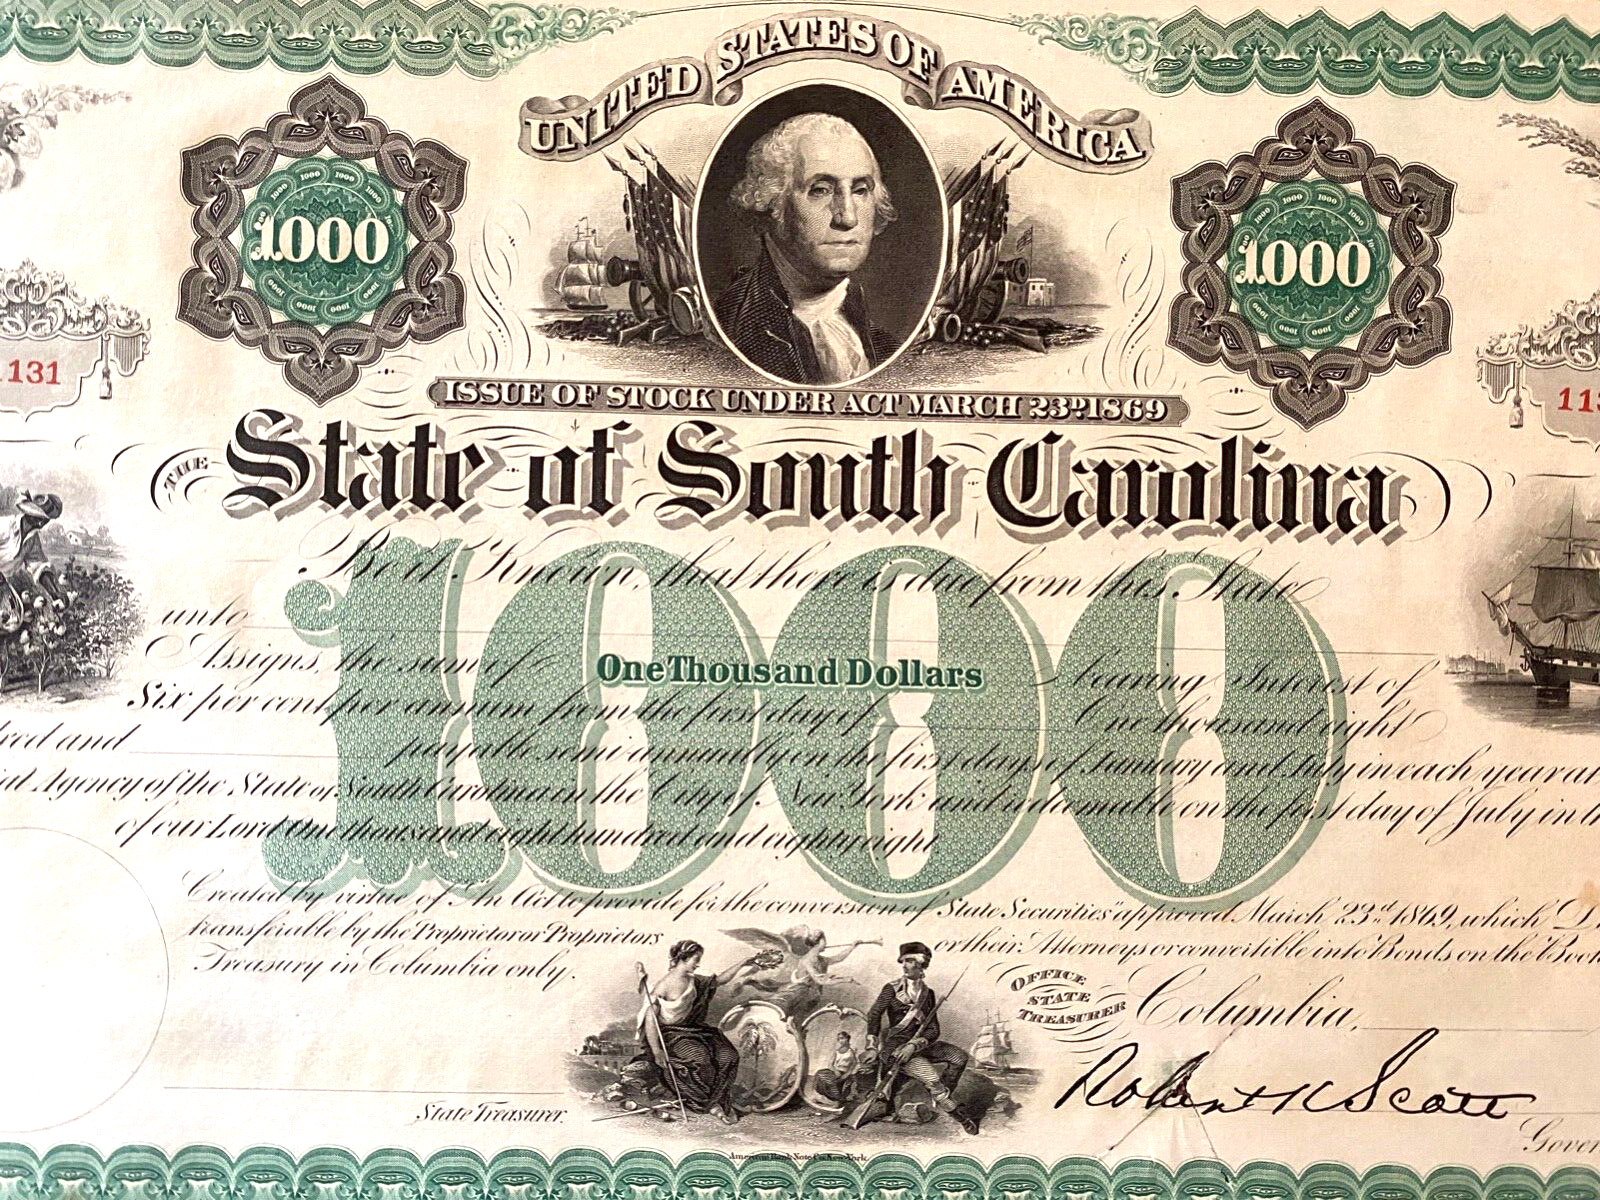 UNITED STATES OF AMERICA
1000
1000
131
ISSUE OF STOCK UNDER ACT MARCH 23D. 1869
THE State of South Carolina
1000
Be it Known, that there is due from this State
unto
Assigns, the sum of One Thousand Dollars bearing Interest of
Six per cent per annum from the first day of One thousand eight
and payable semi annually on the first days of January and July in each year at
Agency of the State of South Carolina in the City of New York and redeemable on the first day of July in
of our Lord One thousand eight hundred and eighty eight
Created by virtue of "An Act to provide for the conversion of State Securities" approved March 23rd 1869, which
transferable by the Proprietor or Proprietors or their Attorneys or convertible into Bonds on the
Treasury in Columbia only.
OFFICE STATE TREASURER Columbia,
Robert K Scott
State Treasurer.
American Bank Note Co. New York.